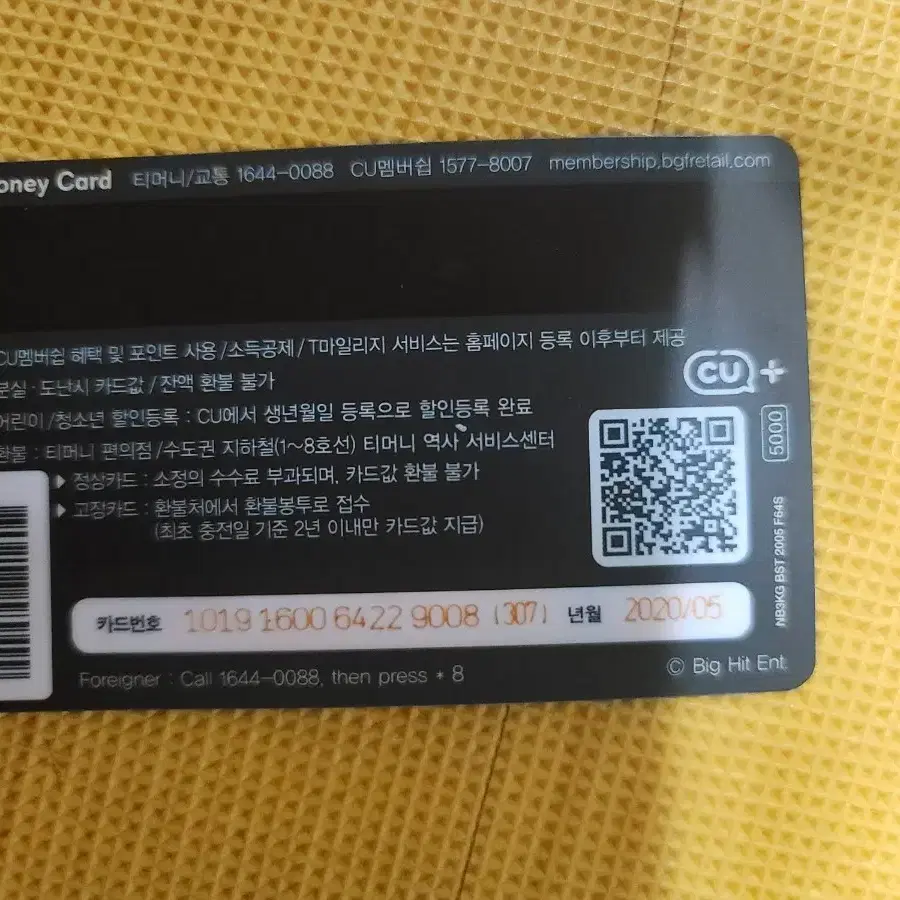 oney Card 티머니/교통 1644-0088 CU멤버쉽 1577-8007 membership.bgfretail.com
CU멤버쉽 혜택 및 포인트 사용/소득공제/T마일리지 서비스는 홈페이지 등록 이후부터 제공
분실·도난시 카드값/잔액 환불 불가
어린이/청소년 할인등록 : CU에서 생년월일 등록으로 할인등록 완료
환불 : 티머니 편의점/수도권 지하철(1~8호선) 티머니 역사 서비스센터
▶ 정상카드 : 소정의 수수료 부과되며, 카드값 환불 불가
▶ 고장카드 : 환불처에서 환불봉투로 접수
(최초 충전일 기준 2년 이내만 카드값 지급)
CU+
5000
NB3KG BST 2005 F64S
카드번호 1019 1600 6422 9008 (307) 년월 2020/05
Foreigner : Call 1644-0088, then press * 8
© Big Hit Ent.